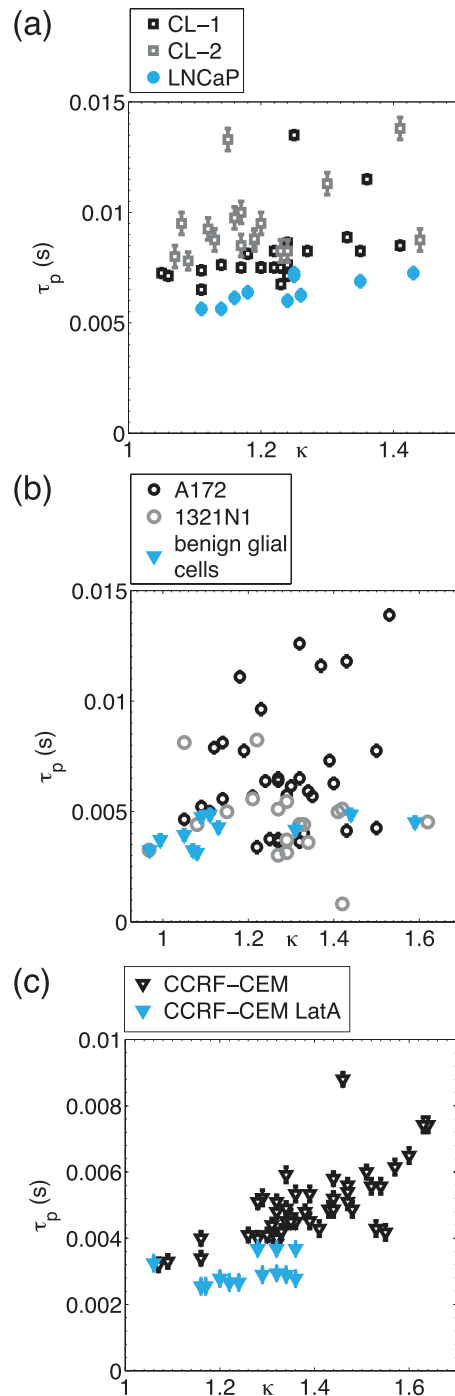 (a)
CL−1
CL−2
LNCaP
0.015
0.01
0.005
0
τp (s)
1 1.2 κ 1.4
(b)
A172
1321N1
benign glial
cells
0.015
0.01
0.005
0
τp (s)
1 1.2 κ 1.4 1.6
(c)
CCRF−CEM
CCRF−CEM LatA
0.01
0.008
0.006
0.004
0.002
0
τp (s)
1 1.2 κ 1.4 1.6